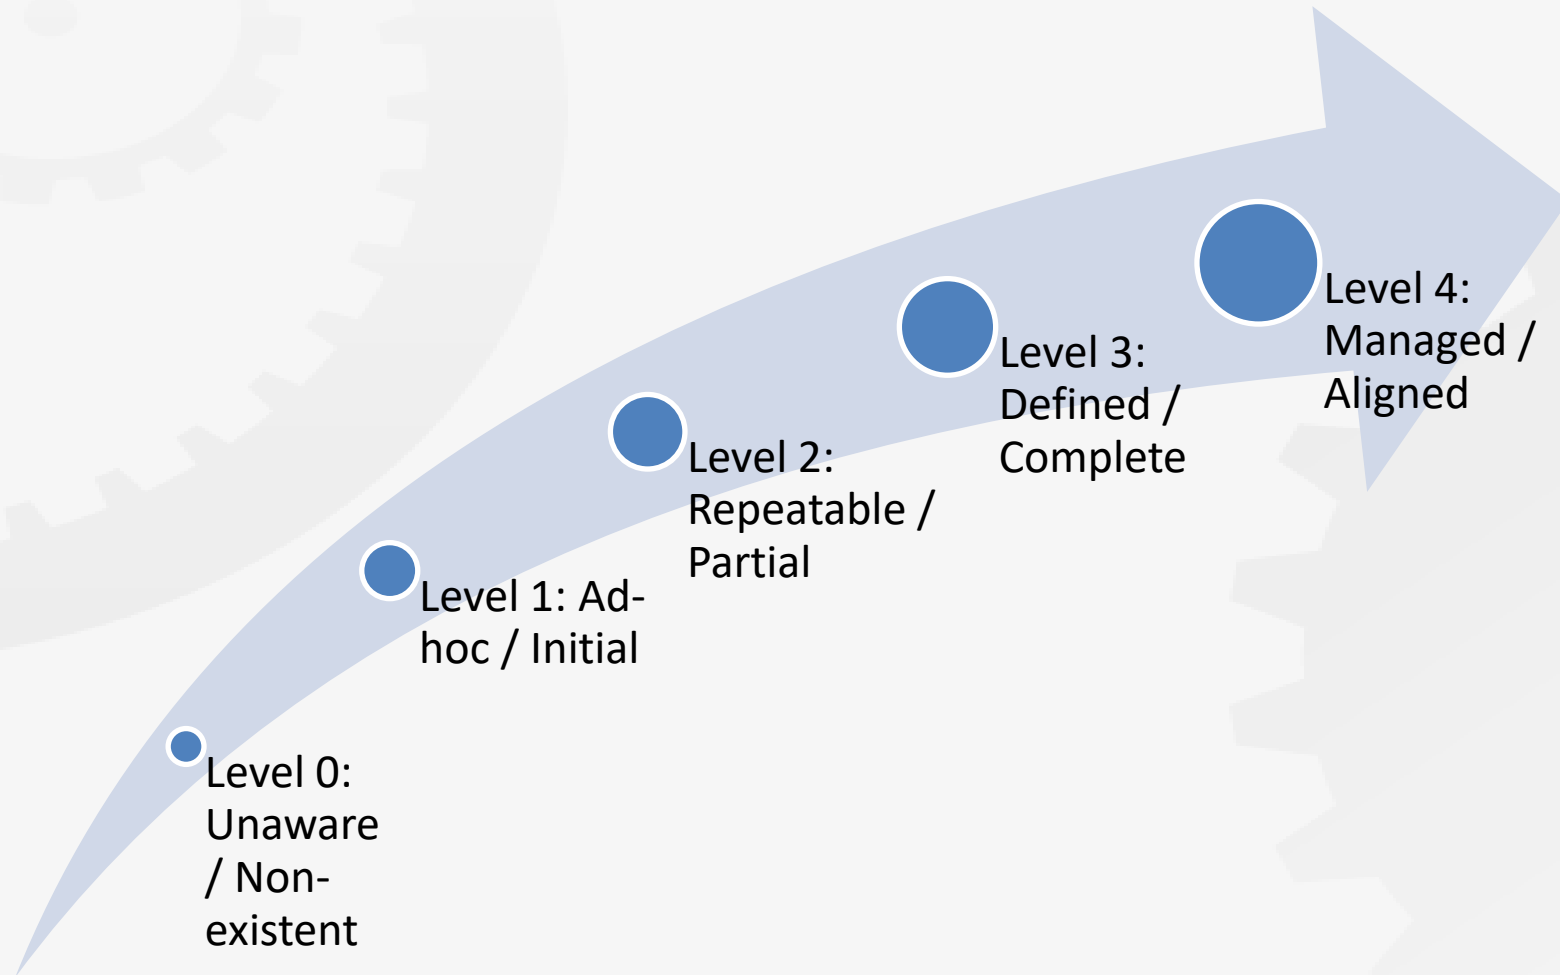 Level 0:
Unaware
/ Non-
existent
Level 1: Ad-
hoc / Initial
Level 2:
Repeatable /
Partial
Level 3:
Defined /
Complete
Level 4:
Managed /
Aligned